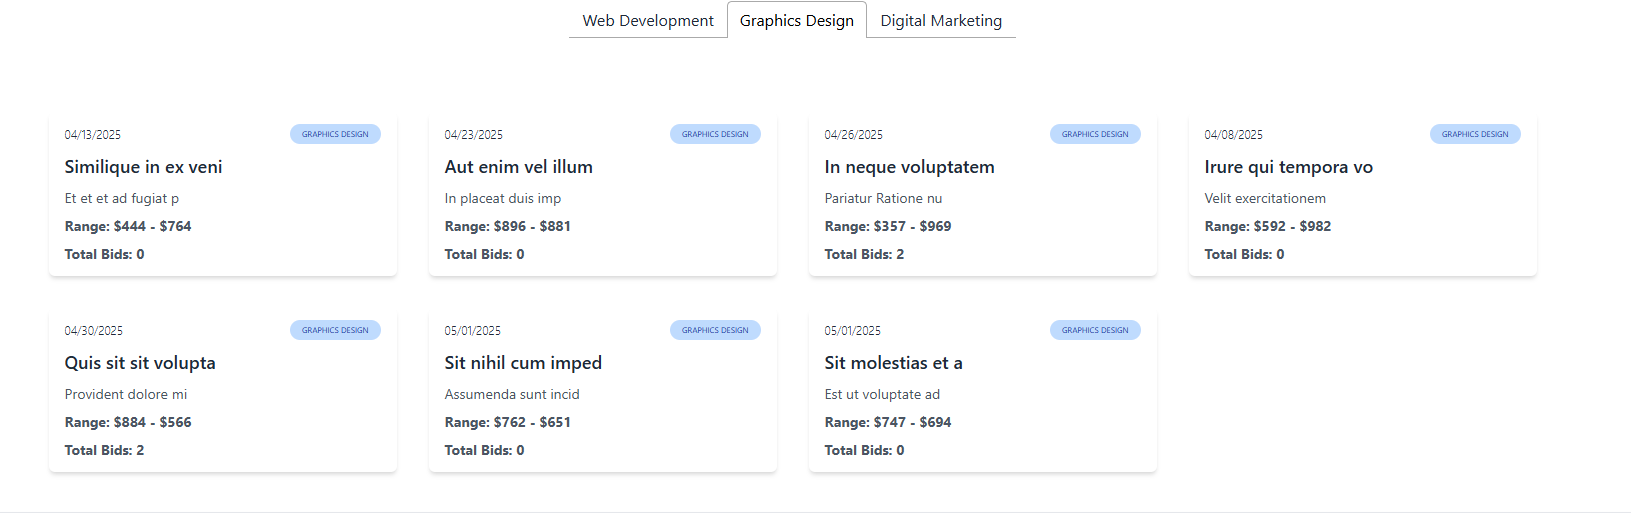 Web Development Graphics Design Digital Marketing
04/13/2025 GRAPHICS DESIGN
Similique in ex veni
Et et et ad fugiat p
Range: $444 - $764
Total Bids: 0
04/23/2025 GRAPHICS DESIGN
Aut enim vel illum
In placeat duis imp
Range: $896 - $881
Total Bids: 0
04/26/2025 GRAPHICS DESIGN
In neque voluptatem
Pariatur Ratione nu
Range: $357 - $969
Total Bids: 2
04/08/2025 GRAPHICS DESIGN
Irure qui tempora vo
Velit exercitationem
Range: $592 - $982
Total Bids: 0
04/30/2025 GRAPHICS DESIGN
Quis sit sit volupta
Provident dolore mi
Range: $884 - $566
Total Bids: 2
05/01/2025 GRAPHICS DESIGN
Sit nihil cum imped
Assumenda sunt incid
Range: $762 - $651
Total Bids: 0
05/01/2025 GRAPHICS DESIGN
Sit molestias et a
Est ut voluptate ad
Range: $747 - $694
Total Bids: 0